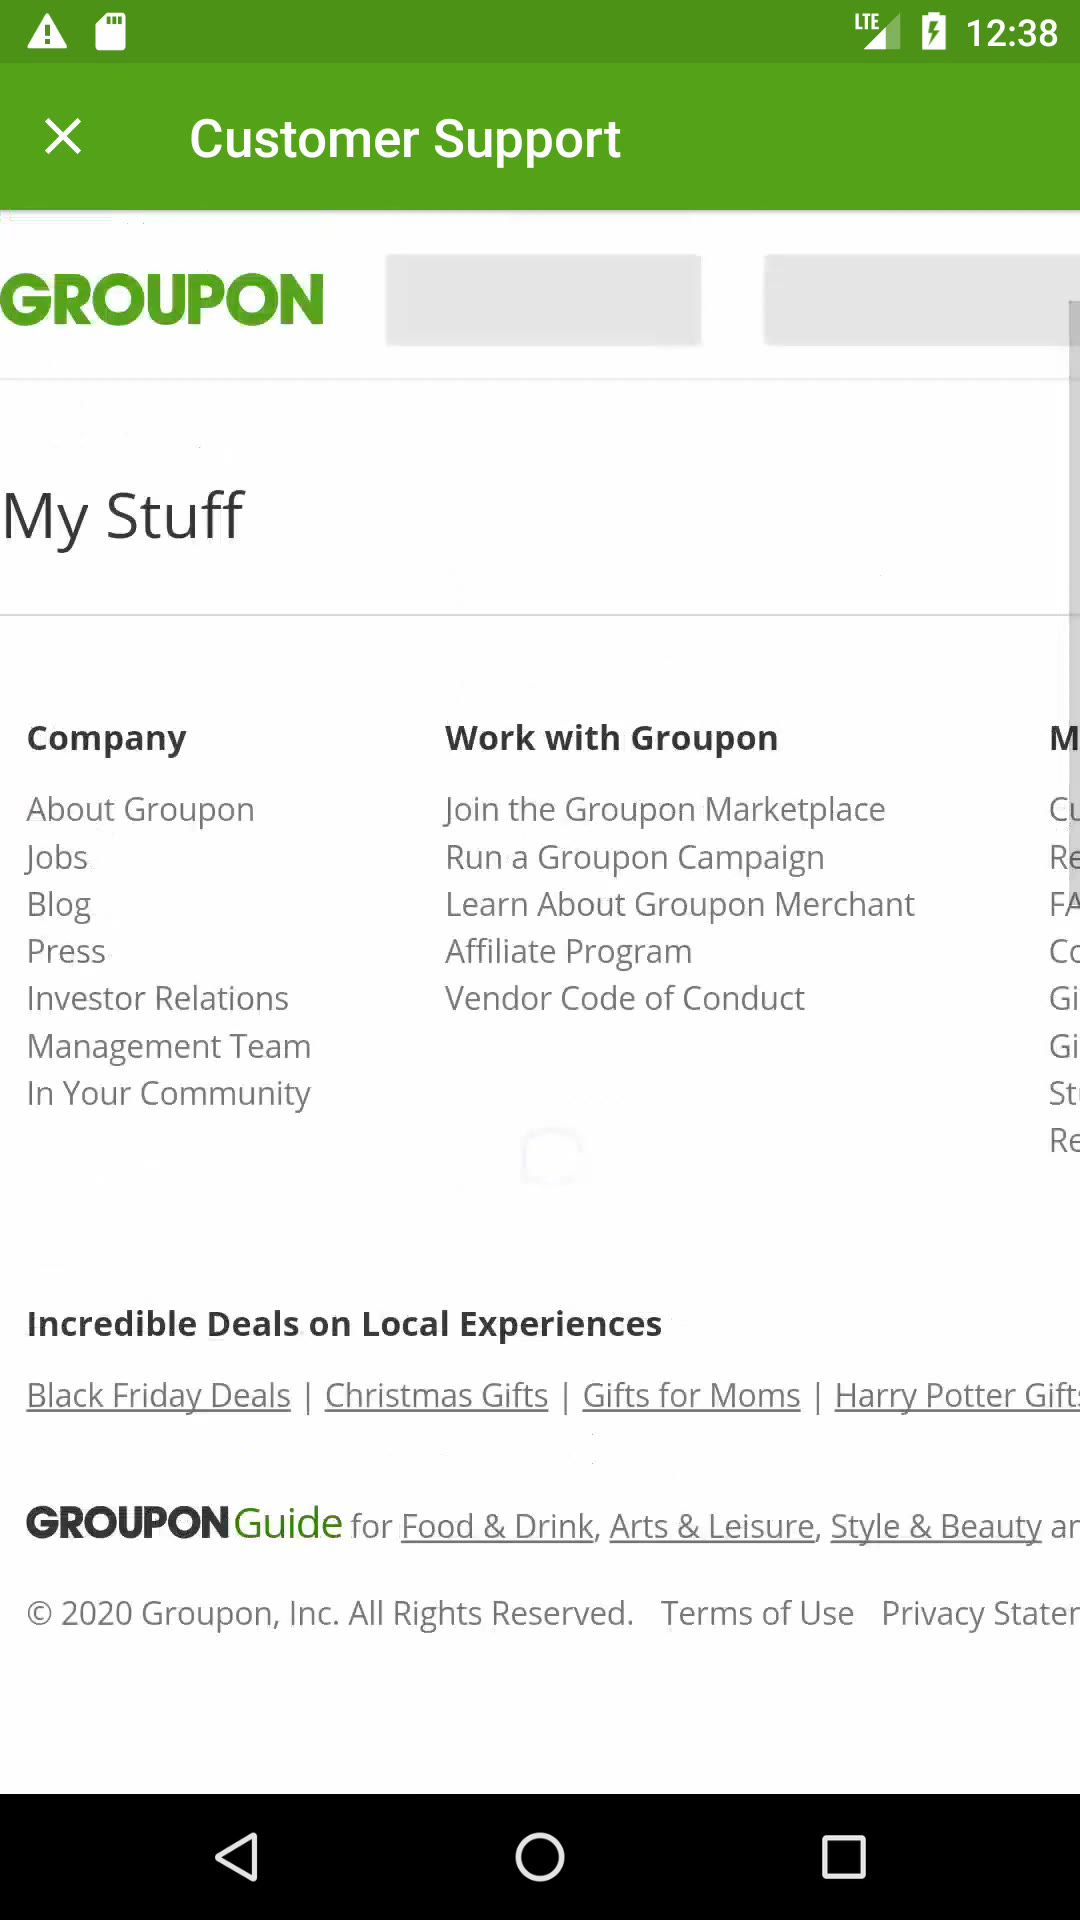 LTE 12:38
Customer Support
GROUPON
My Stuff
Company
About Groupon
Jobs
Blog
Press
Investor Relations
Management Team
In Your Community
Work with Groupon
Join the Groupon Marketplace
Run a Groupon Campaign
Learn About Groupon Merchant
Affiliate Program
Vendor Code of Conduct
M
Cu
Re
FA
Co
Gi
Gi
Stu
Re
Incredible Deals on Local Experiences
Black Friday Deals | Christmas Gifts | Gifts for Moms | Harry Potter Gifts
GROUPON Guide for Food & Drink, Arts & Leisure, Style & Beauty an
© 2020 Groupon, Inc. All Rights Reserved. Terms of Use Privacy Stater